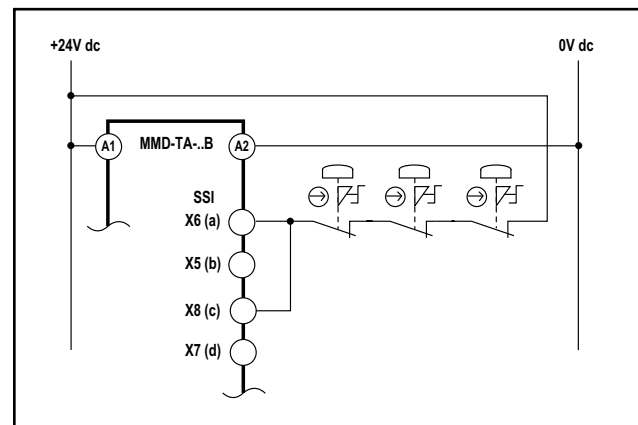 +24V dc
0V dc
A1
MMD-TA-..B
A2
SSI
X6 (a)
X5 (b)
X8 (c)
X7 (d)